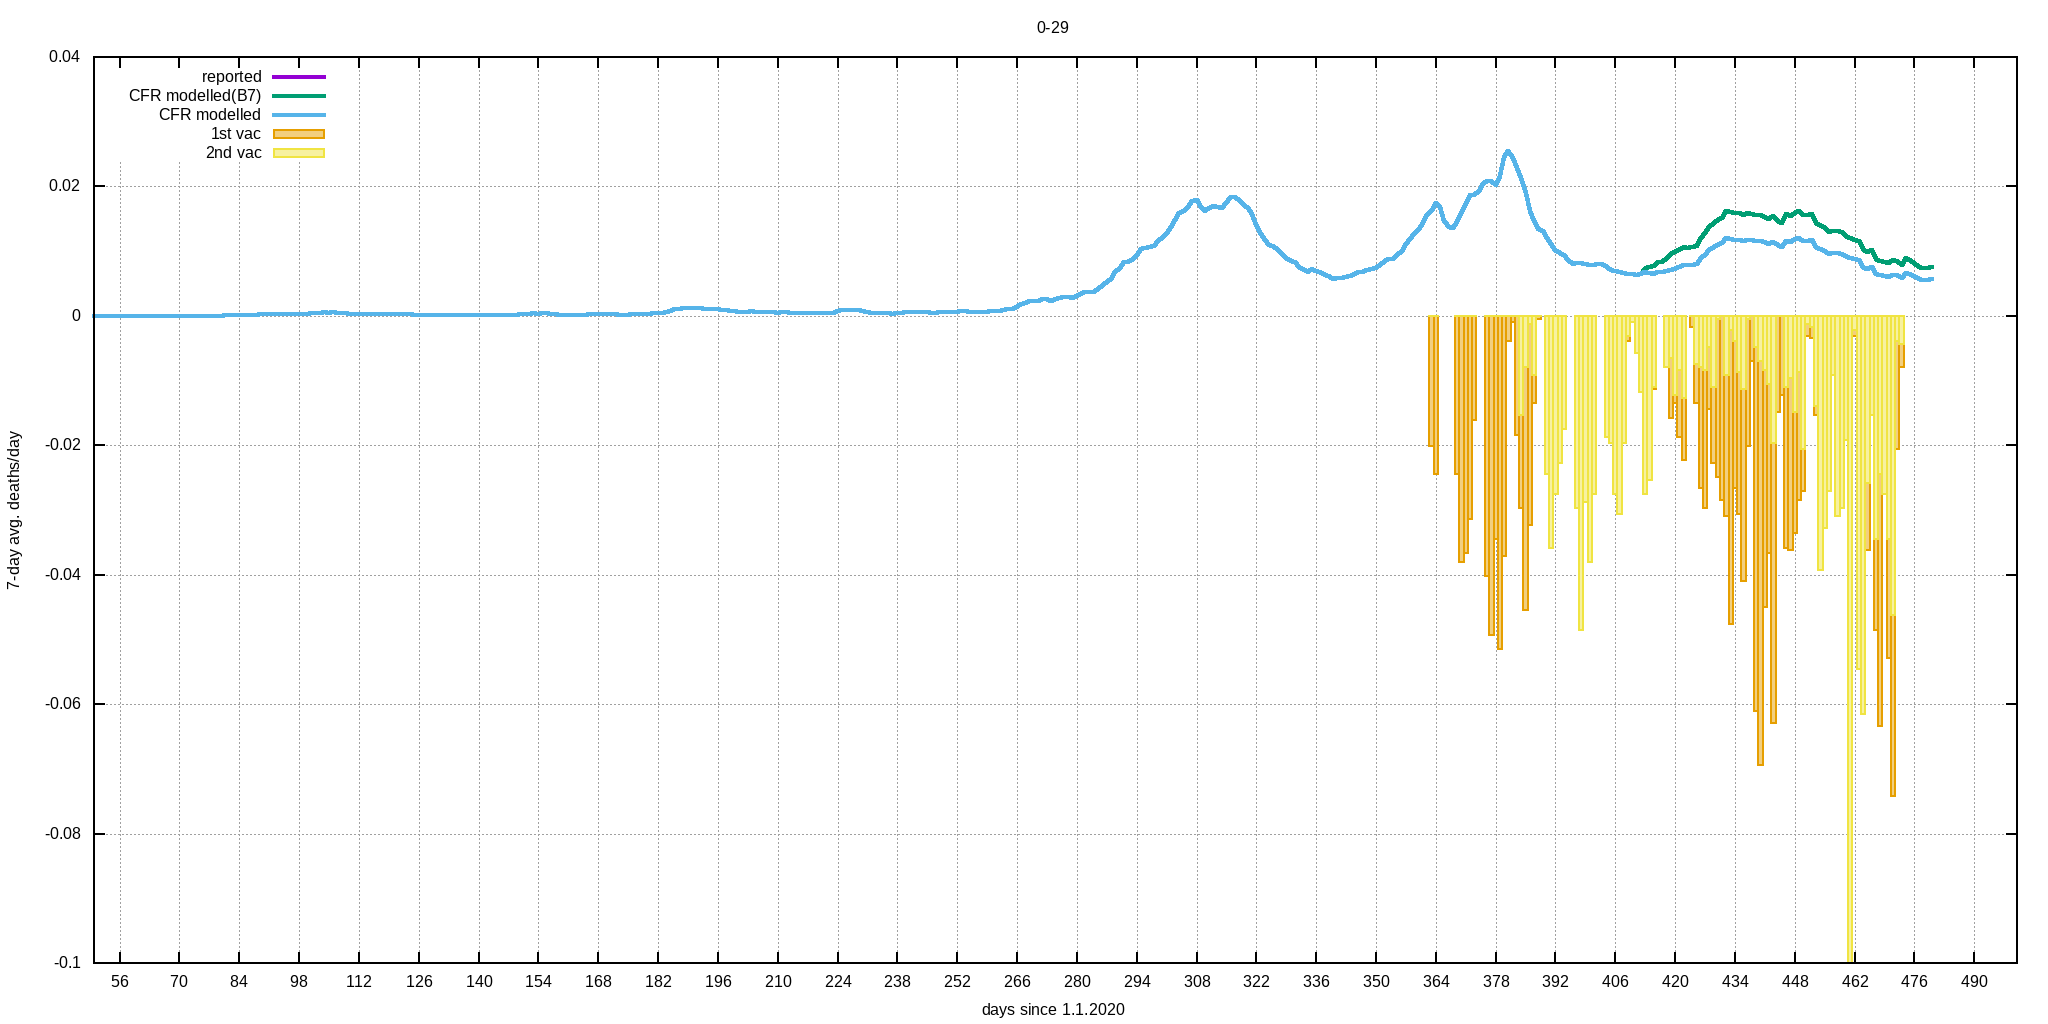 0-29
0.04
0.02
0
-0.02
-0.04
-0.06
-0.08
-0.1
7-day avg. deaths/day
reported
CFR modelled(B7)
CFR modelled
1st vac
2nd vac
56 70 84 98 112 126 140 154 168 182 196 210 224 238 252 266 280 294 308 322 336 350 364 378 392 406 420 434 448 462 476 490
days since 1.1.2020